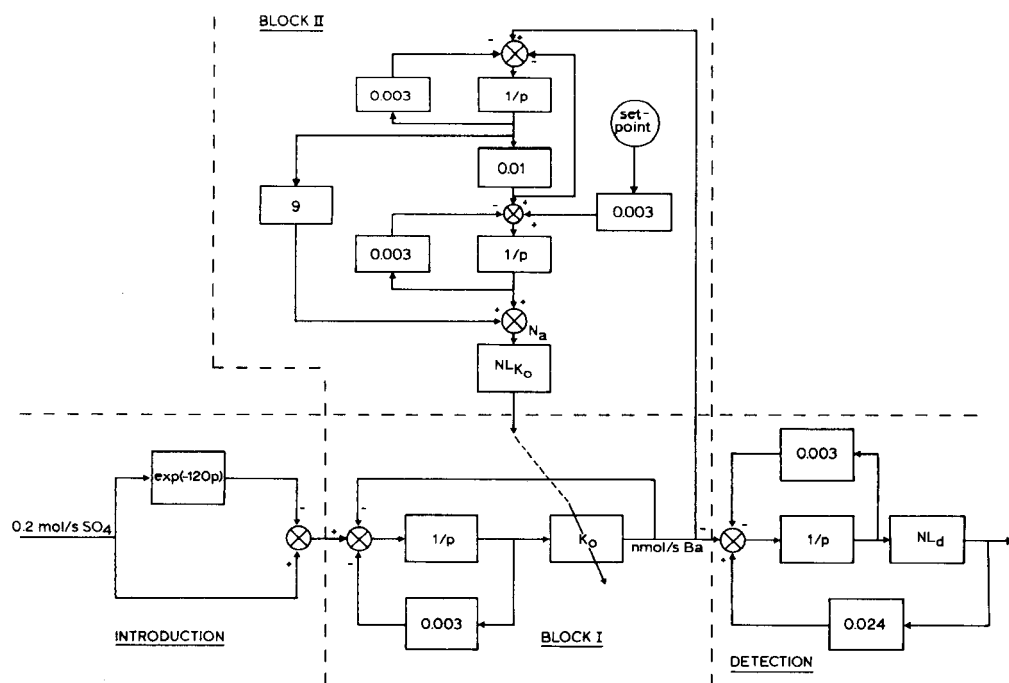 BLOCK II
- + -
0.003
1/p
set-
point
0.01
9
- + +
0.003
0.003
1/p
+ +
Na
NLKo
0.003
exp(-120p)
-
-
-
-
0.2 mol/s SO4
+
+
-
1/p
Ko
nmol/s Ba
1/p
NLd
+
0.003
0.024
INTRODUCTION
BLOCK I
DETECTION